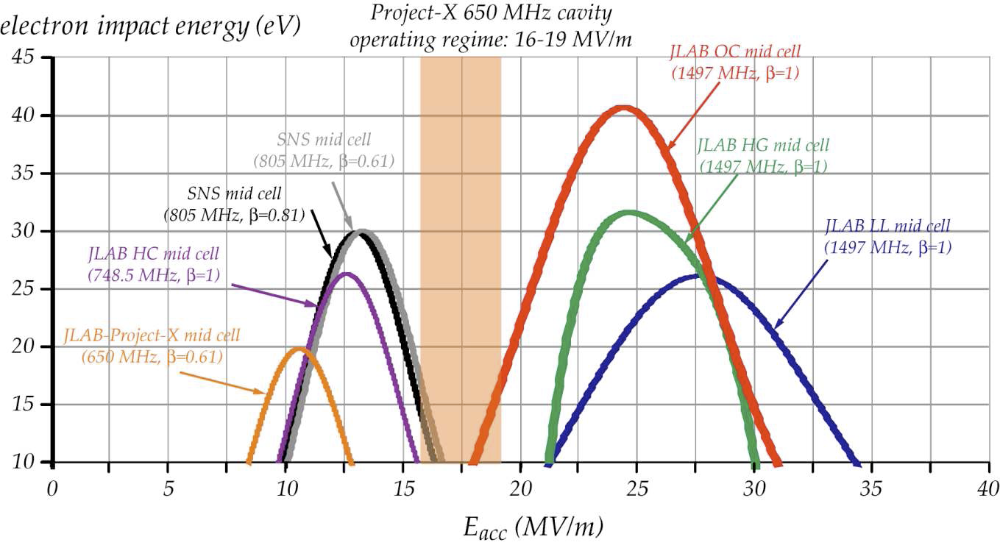 Project-X 650 MHz cavity
operating regime: 16-19 MV/m
electron impact energy (eV)
JLAB OC mid cell
(1497 MHz, β=1)
SNS mid cell
(805 MHz, β=0.61)
JLAB HG mid cell
(1497 MHz, β=1)
SNS mid cell
(805 MHz, β=0.81)
JLAB LL mid cell
(1497 MHz, β=1)
JLAB HC mid cell
(748.5 MHz, β=1)
JLAB-Project-X mid cell
(650 MHz, β=0.61)
45
40
35
30
25
20
15
10
0 5 10 15 20 25 30 35 40
Eacc (MV/m)